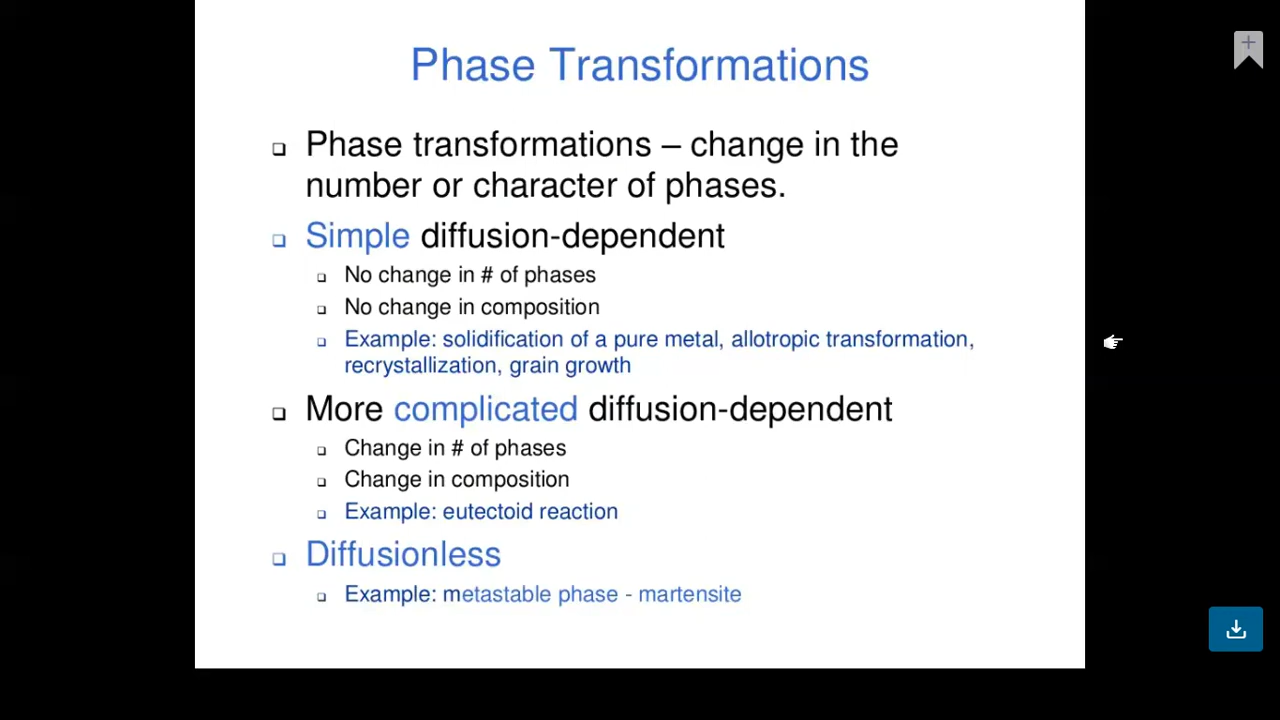 Phase Transformations
Phase transformations – change in the
number or character of phases.
Simple diffusion-dependent
No change in # of phases
No change in composition
Example: solidification of a pure metal, allotropic transformation,
recrystallization, grain growth
More complicated diffusion-dependent
Change in # of phases
Change in composition
Example: eutectoid reaction
Diffusionless
Example: metastable phase - martensite